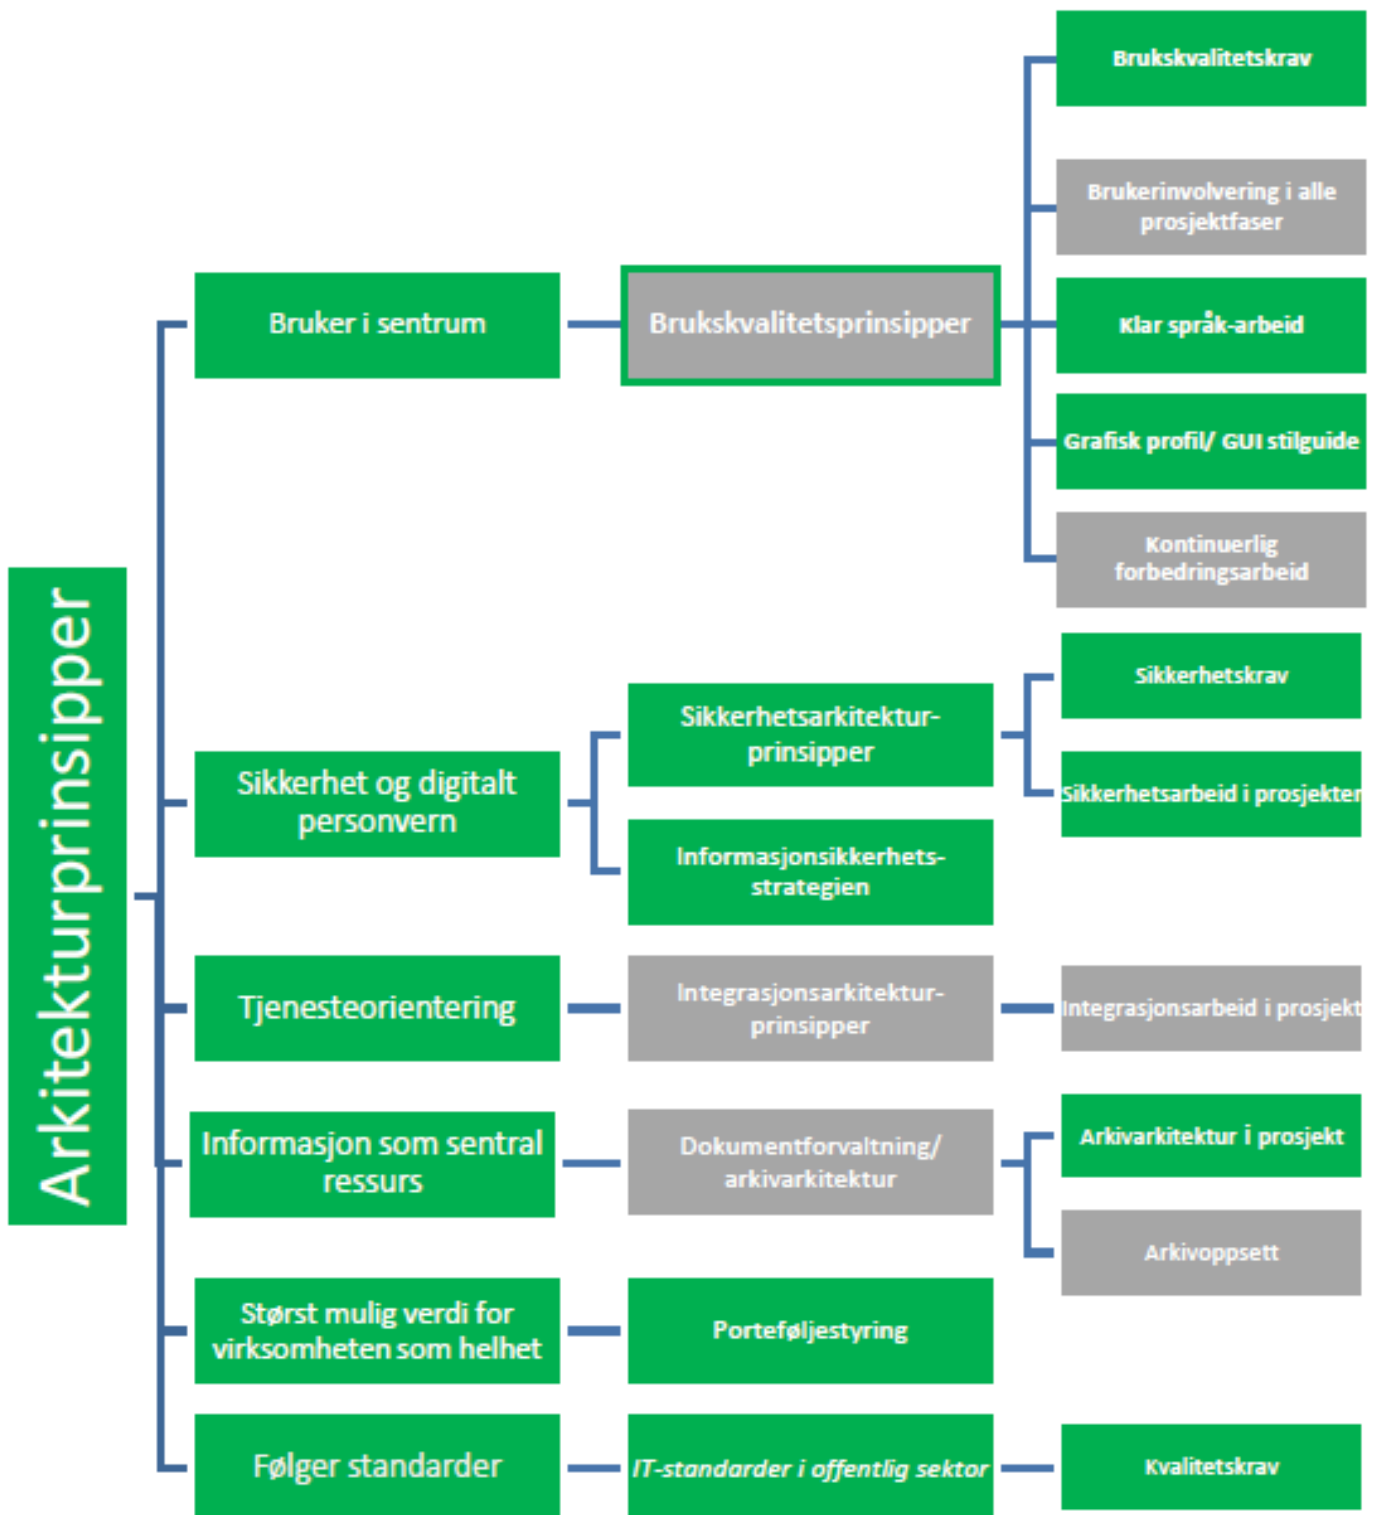 Arkitekturprinsipper
Bruker i sentrum
Brukskvalitetsprinsipper
Brukskvalitetskrav
Brukerinvolvering i alle
prosjektfaser
Klar språk-arbeid
Grafisk profil/ GUI stilguide
Kontinuerlig
forbedringsarbeid
Sikkerhet og digitalt
personvern
Sikkerhetsarkitektur-
prinsipper
Sikkerhetskrav
Sikkerhetsarbeid i prosjekter
Informasjonsikkerhets-
strategien
Tjenesteorientering
Integrasjonsarkitektur-
prinsipper
Integrasjonsarbeid i prosjekt
Informasjon som sentral
ressurs
Dokumentforvaltning/
arkivarkitektur
Arkivarkitektur i prosjekt
Arkivoppsett
Størst mulig verdi for
virksomheten som helhet
Porteføljestyring
Følger standarder
IT-standarder i offentlig sektor
Kvalitetskrav